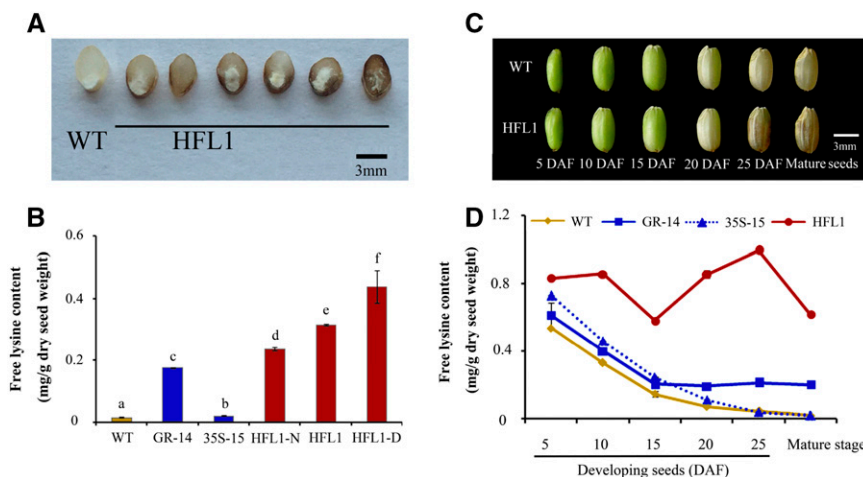 A
WT
HFL1
3mm
B
Free lysine content
(mg/g dry seed weight)
0.6
0.4
0.2
0
a
c
b
d
e
f
WT GR-14 35S-15 HFL1-N HFL1 HFL1-D
C
WT
HFL1
3mm
5 DAF 10 DAF 15 DAF 20 DAF 25 DAF Mature seeds
D
WT GR-14 35S-15 HFL1
Free lysine content
(mg/g dry seed weight)
1.2
0.8
0.4
0
5 10 15 20 25 Mature stage
Developing seeds (DAF)